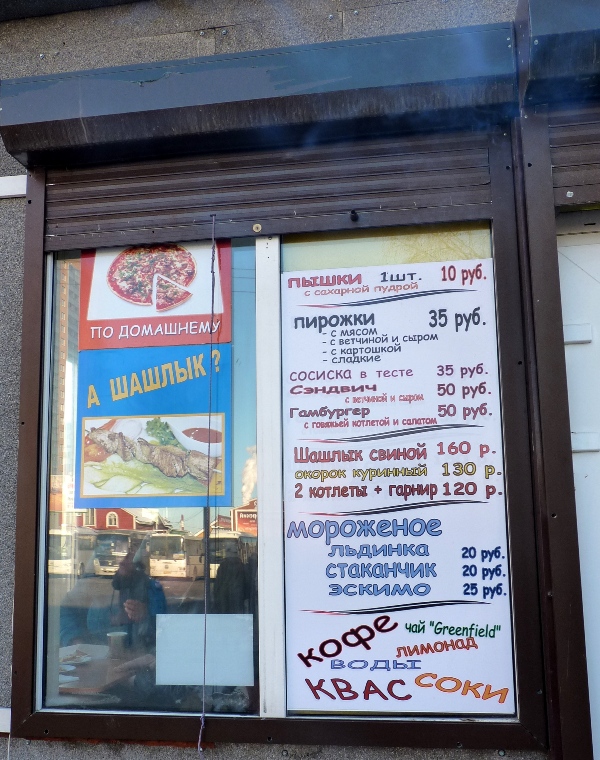 ПО ДОМАШНЕМУ
А ШАШЛЫК?
ПЫШКИ 1шт. 10 руб.
с сахарной пудрой
пирожки 35 руб.
- с мясом
- с ветчиной и сыром
- с картошкой
- сладкие
сосиска в тесте 35 руб.
Сэндвич 50 руб.
с ветчиной и сыром
Гамбургер 50 руб.
с говяжьей котлетой и салатом
Шашлык свиной 160 р.
окорок куринный 130 р.
2 котлеты + гарнир 120 р.
мороженое
льдинка 20 руб.
стаканчик 20 руб.
эскимо 25 руб.
кофе чай "Greenfield"
лимонад
воды
КВАС СОКИ